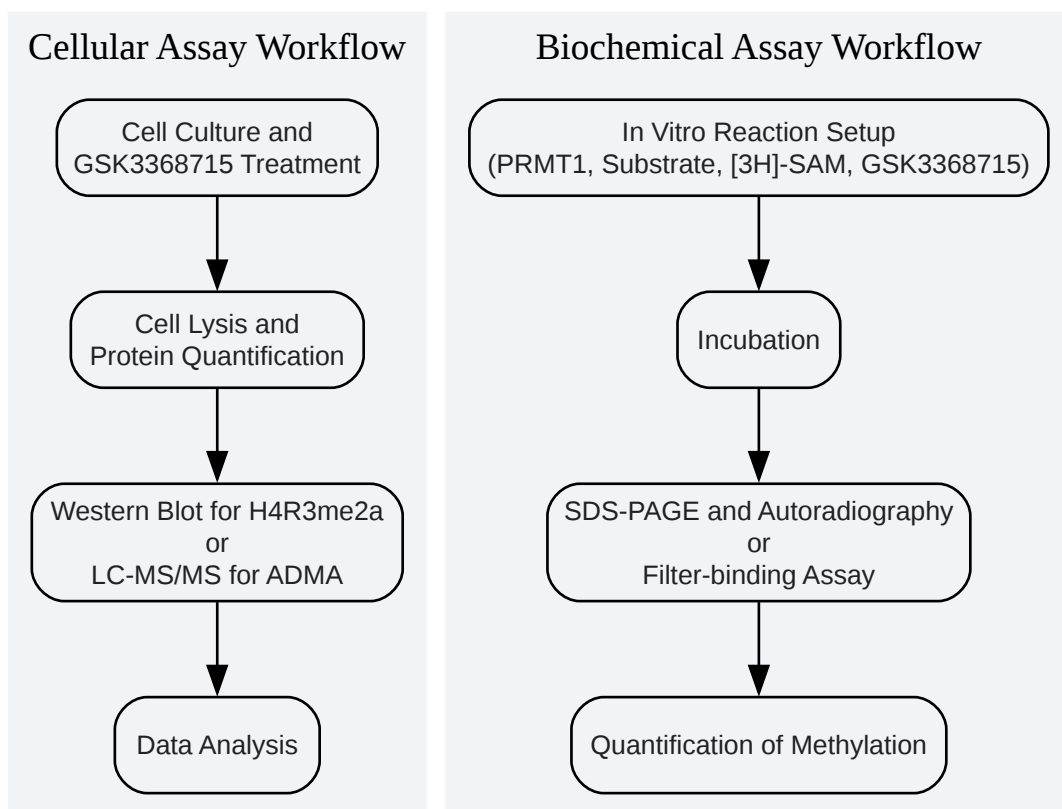 Cellular Assay Workflow
Cell Culture and
GSK3368715 Treatment
Cell Lysis and
Protein Quantification
Western Blot for H4R3me2a
or
LC-MS/MS for ADMA
Data Analysis
Biochemical Assay Workflow
In Vitro Reaction Setup
(PRMT1, Substrate, [3H]-SAM, GSK3368715)
Incubation
SDS-PAGE and Autoradiography
or
Filter-binding Assay
Quantification of Methylation